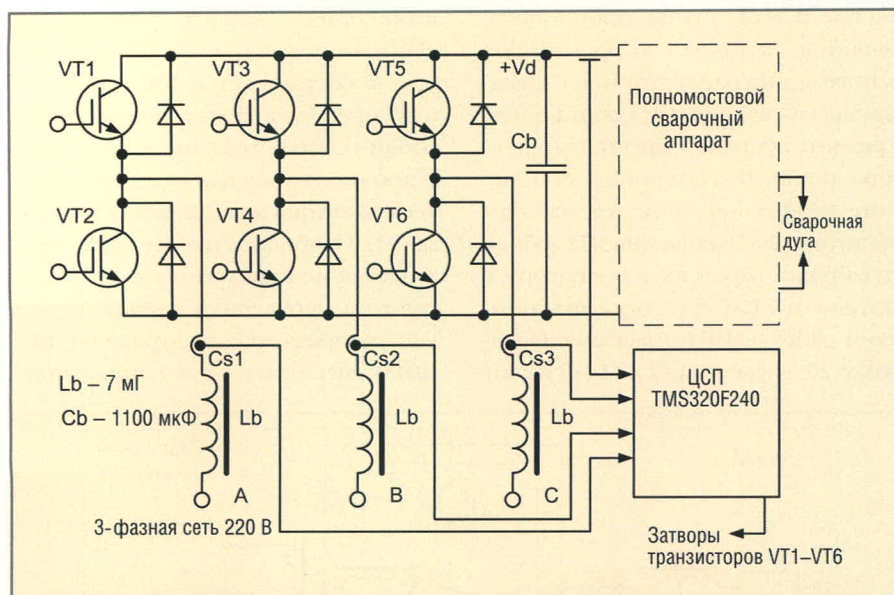 VT1
VT3
VT5
+Vd
Cb
Полномостовой
сварочный
аппарат
VT2
VT4
VT6
Сварочная
дуга
Cs1
Cs2
Cs3
Lb – 7 мГ
Cb – 1100 мкФ
Lb
Lb
Lb
ЦСП
TMS320F240
A
B
C
3-фазная сеть 220 В
Затворы
транзисторов VT1–VT6